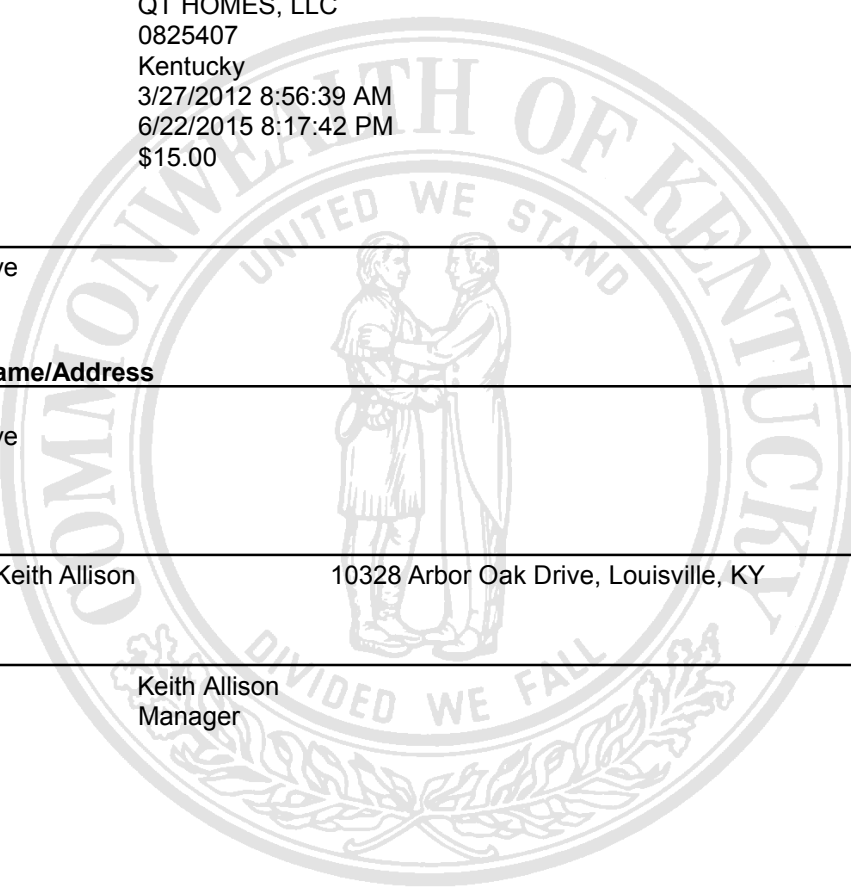 QT HOMES, LLC
0825407
Kentucky
3/27/2012 8:56:39 AM
6/22/2015 8:17:42 PM
$15.00
COMMONWEALTH OF KENTUCKY
UNITED WE STAND
ve
ame/Address
ve
Keith Allison 10328 Arbor Oak Drive, Louisville, KY
DIVIDED WE FALL
Keith Allison
Manager